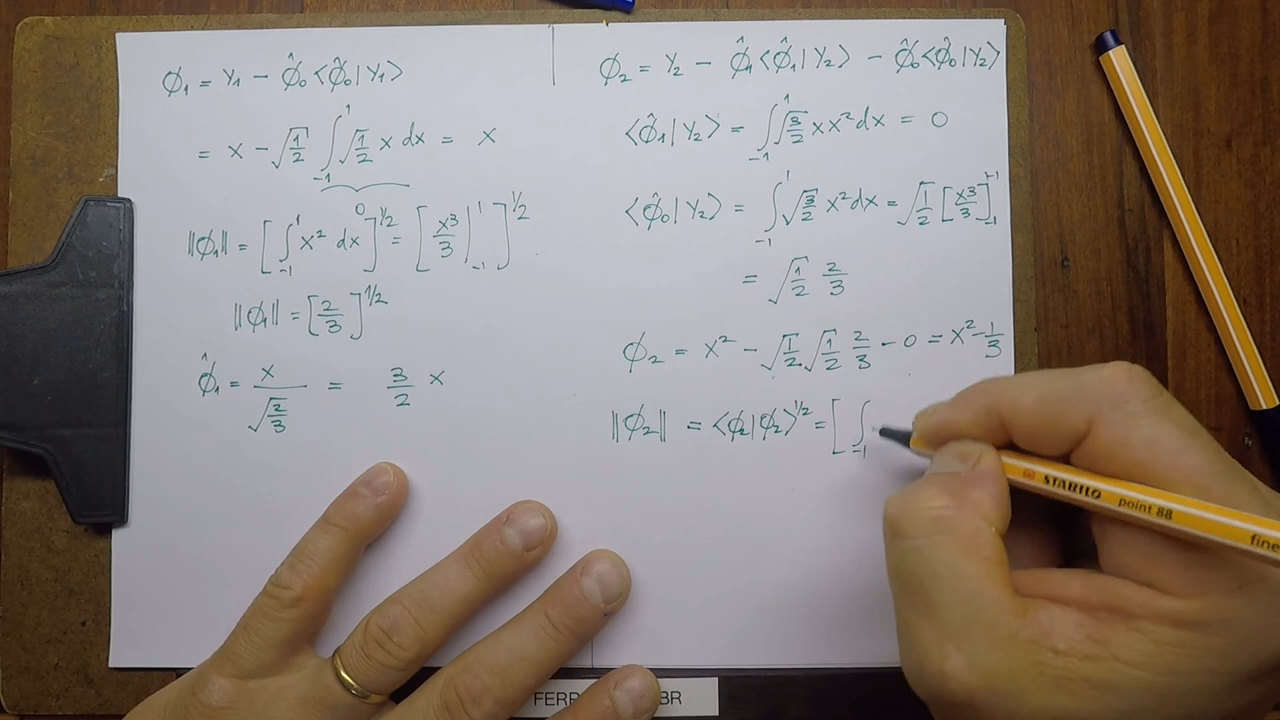 ϕ₁ = y₁ − ϕ̂₀⟨ϕ̂₀|y₁⟩
= x − √(1/2) ∫₋₁¹ √(1/2) x dx = x
0
‖ϕ₁‖ = [∫₋₁¹ x² dx]^{1/2} = [x³/3 |₋₁¹]^{1/2}
‖ϕ₁‖ = [2/3]^{1/2}
ϕ̂₁ = x/√(2/3) = 3/2 x
ϕ₂ = y₂ − ϕ̂₁⟨ϕ̂₁|y₂⟩ − ϕ̂₀⟨ϕ̂₀|y₂⟩
⟨ϕ̂₁|y₂⟩ = ∫₋₁¹ √(3/2) x x² dx = 0
⟨ϕ̂₀|y₂⟩ = ∫₋₁¹ √(3/2) x² dx = √(1/2) [x³/3]₋₁⁻¹
= √(1/2) 2/3
ϕ₂ = x² − √(1/2) √(1/2) 2/3 − 0 = x² − 1/3
‖ϕ₂‖ = ⟨ϕ₂|ϕ₂⟩^{1/2} = [∫₋₁
STABILO point 88 fine